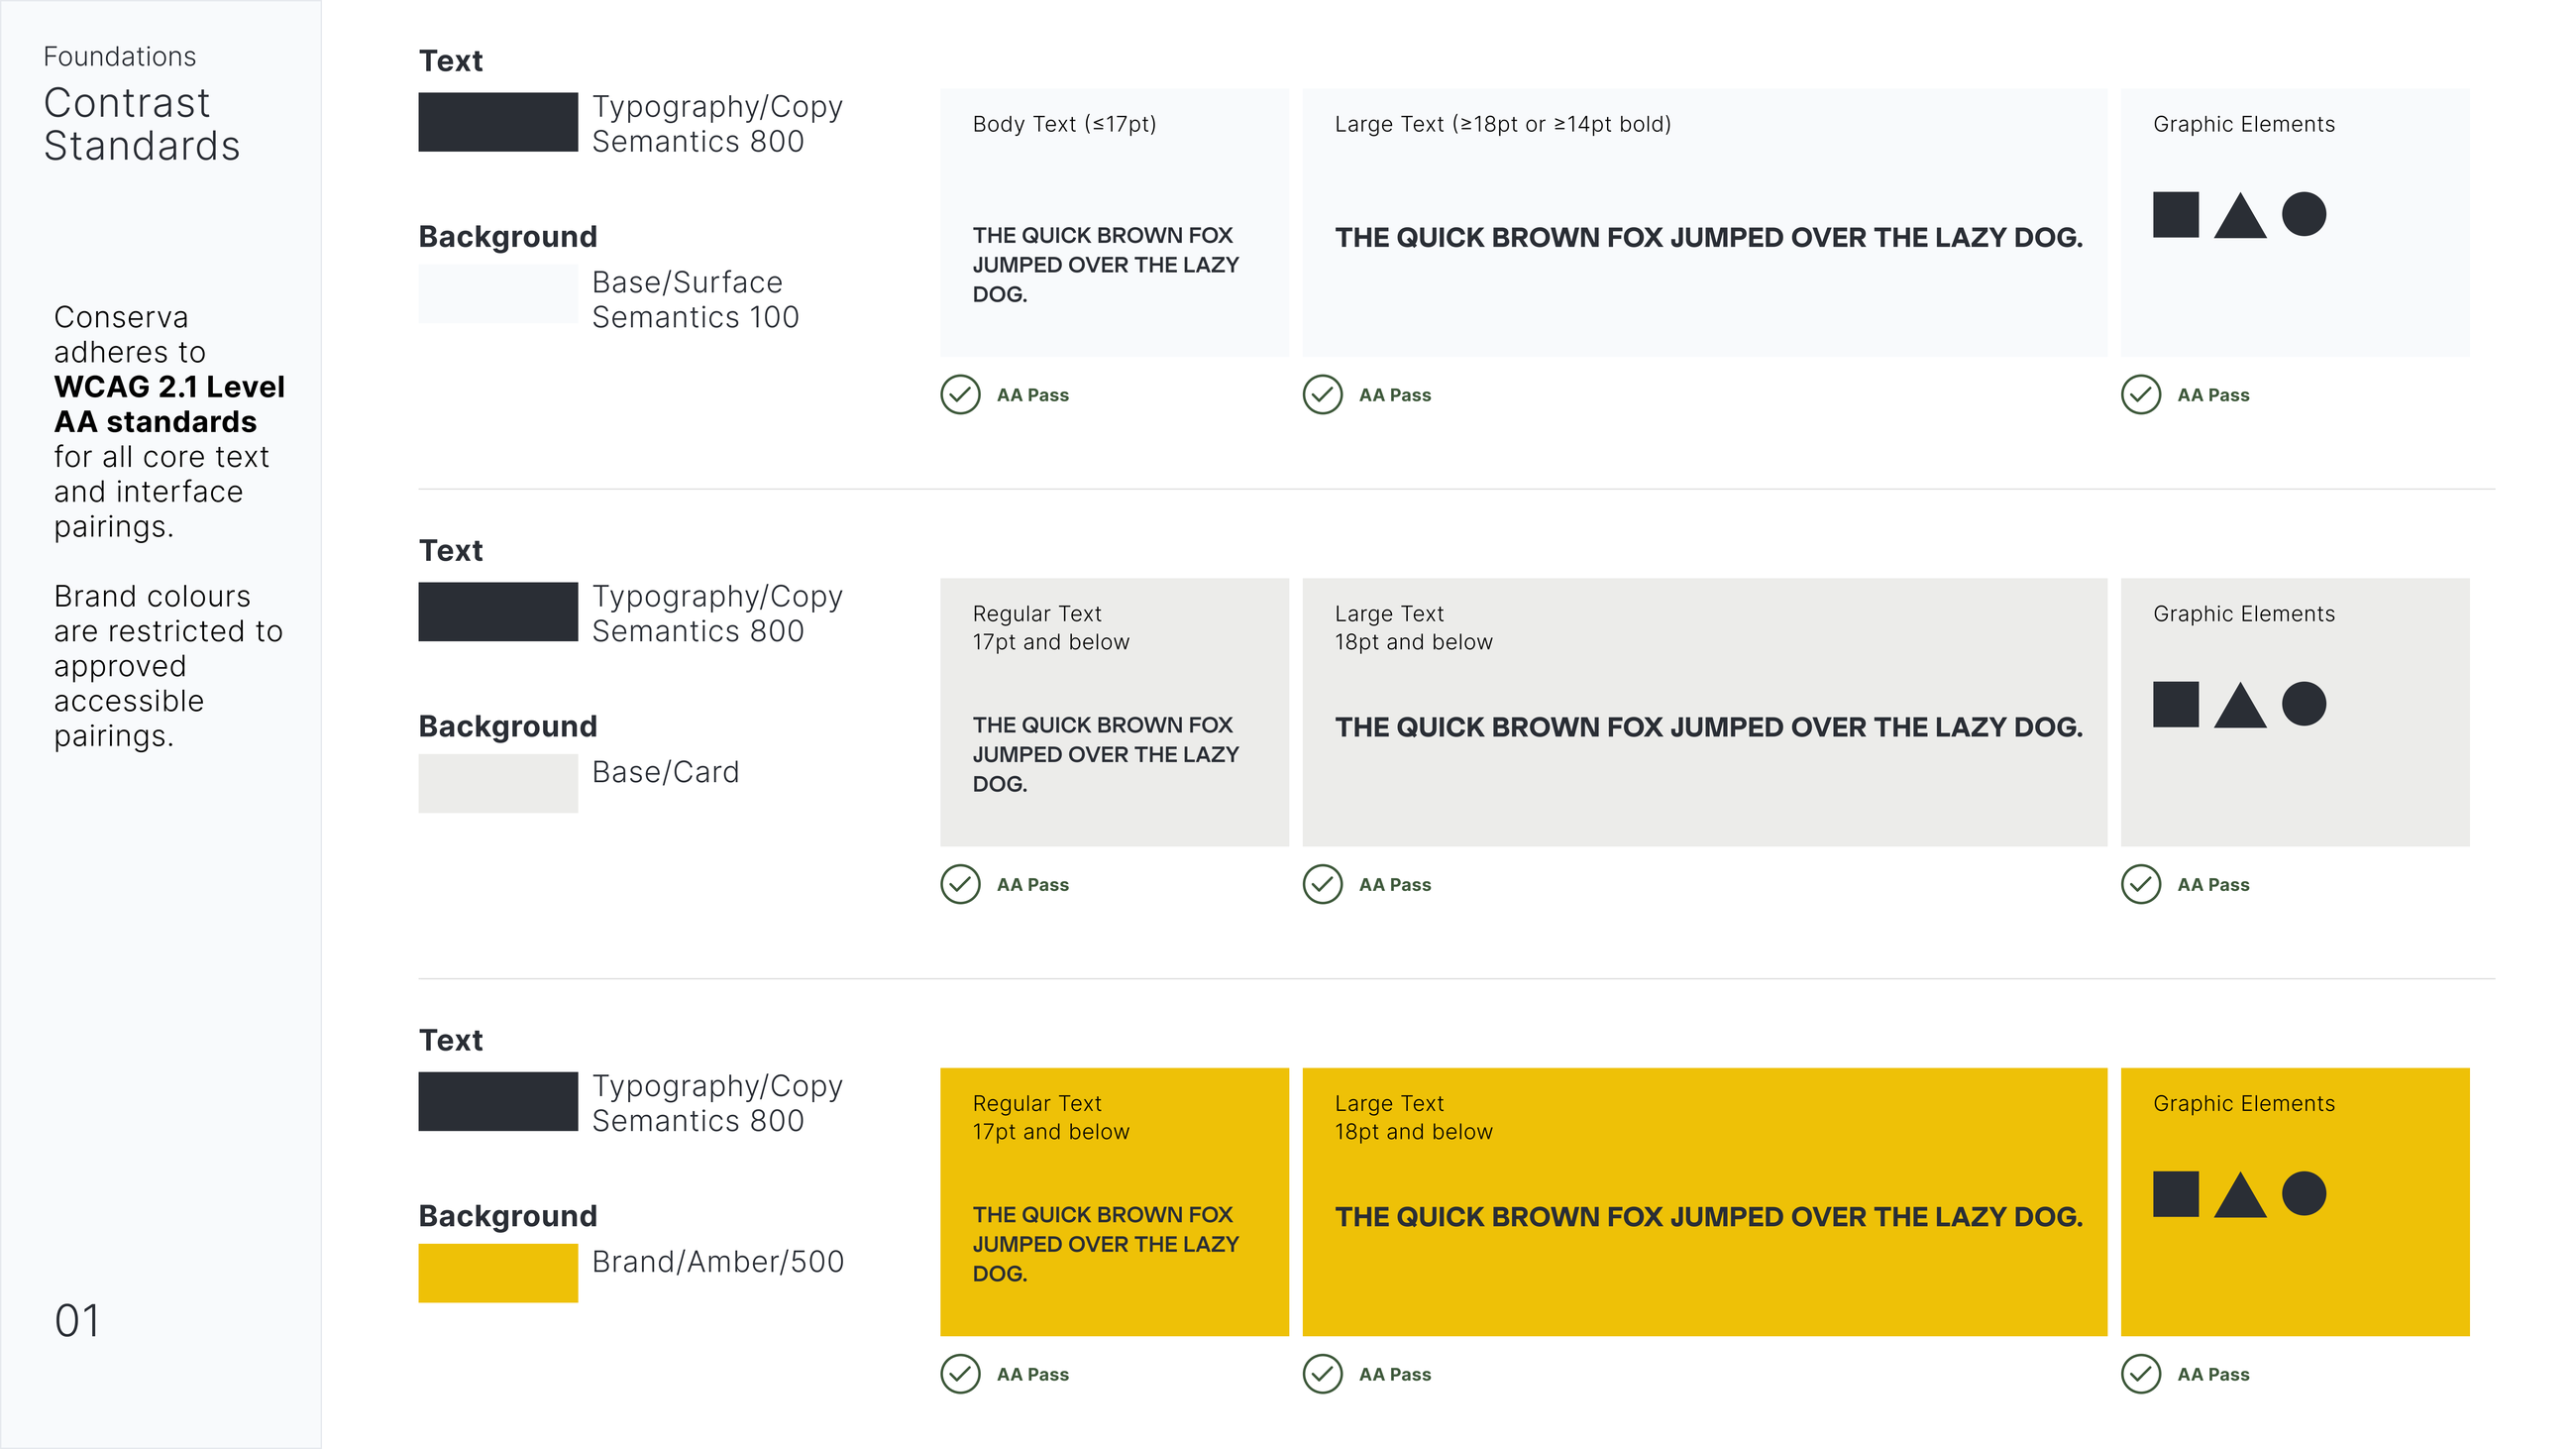 Foundations
Contrast
Standards
Conserva
adheres to
WCAG 2.1 Level
AA standards
for all core text
and interface
pairings.
Brand colours
are restricted to
approved
accessible
pairings.
01
Text
Typography/Copy
Semantics 800
Background
Base/Surface
Semantics 100
Body Text (≤17pt)
THE QUICK BROWN FOX
JUMPED OVER THE LAZY
DOG.
AA Pass
Large Text (≥18pt or ≥14pt bold)
THE QUICK BROWN FOX JUMPED OVER THE LAZY DOG.
AA Pass
Graphic Elements
AA Pass
Text
Typography/Copy
Semantics 800
Background
Base/Card
Regular Text
17pt and below
THE QUICK BROWN FOX
JUMPED OVER THE LAZY
DOG.
AA Pass
Large Text
18pt and below
THE QUICK BROWN FOX JUMPED OVER THE LAZY DOG.
AA Pass
Graphic Elements
AA Pass
Text
Typography/Copy
Semantics 800
Background
Brand/Amber/500
Regular Text
17pt and below
THE QUICK BROWN FOX
JUMPED OVER THE LAZY
DOG.
AA Pass
Large Text
18pt and below
THE QUICK BROWN FOX JUMPED OVER THE LAZY DOG.
AA Pass
Graphic Elements
AA Pass